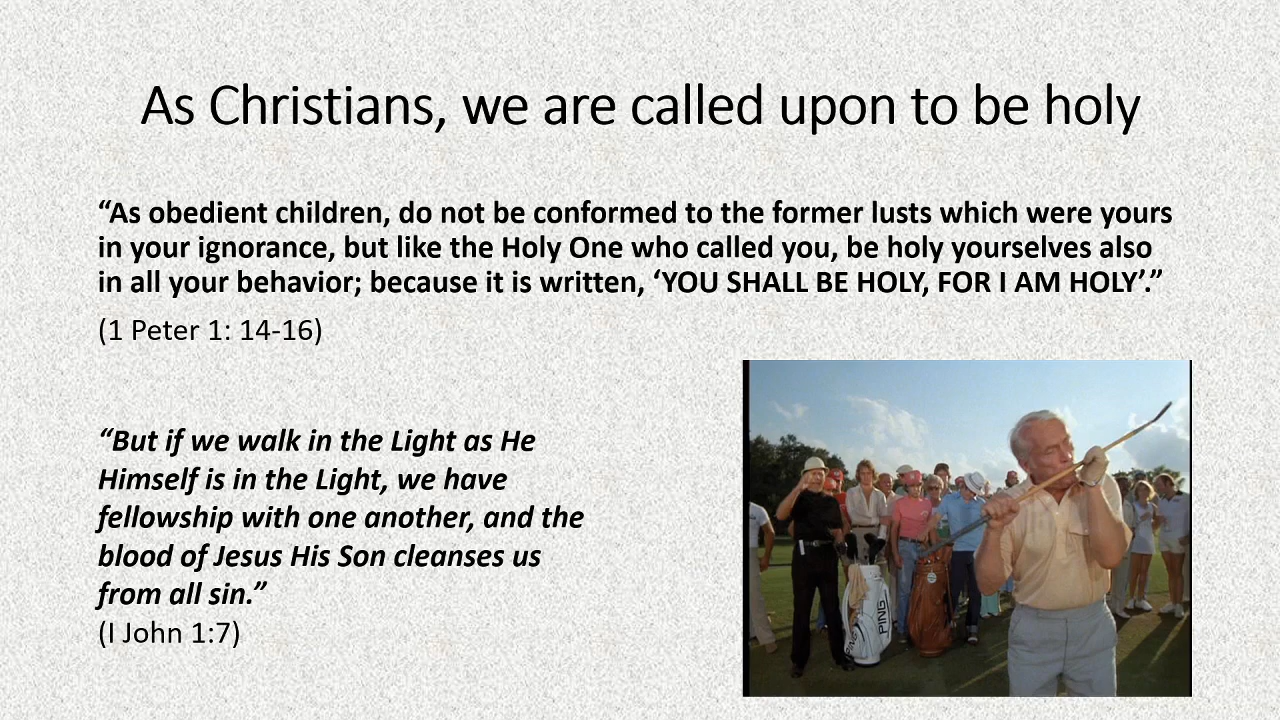 As Christians, we are called upon to be holy
“As obedient children, do not be conformed to the former lusts which were yours
in your ignorance, but like the Holy One who called you, be holy yourselves also
in all your behavior; because it is written, ‘YOU SHALL BE HOLY, FOR I AM HOLY’.”
(1 Peter 1: 14-16)
“But if we walk in the Light as He
Himself is in the Light, we have
fellowship with one another, and the
blood of Jesus His Son cleanses us
from all sin.”
(I John 1:7)
PING